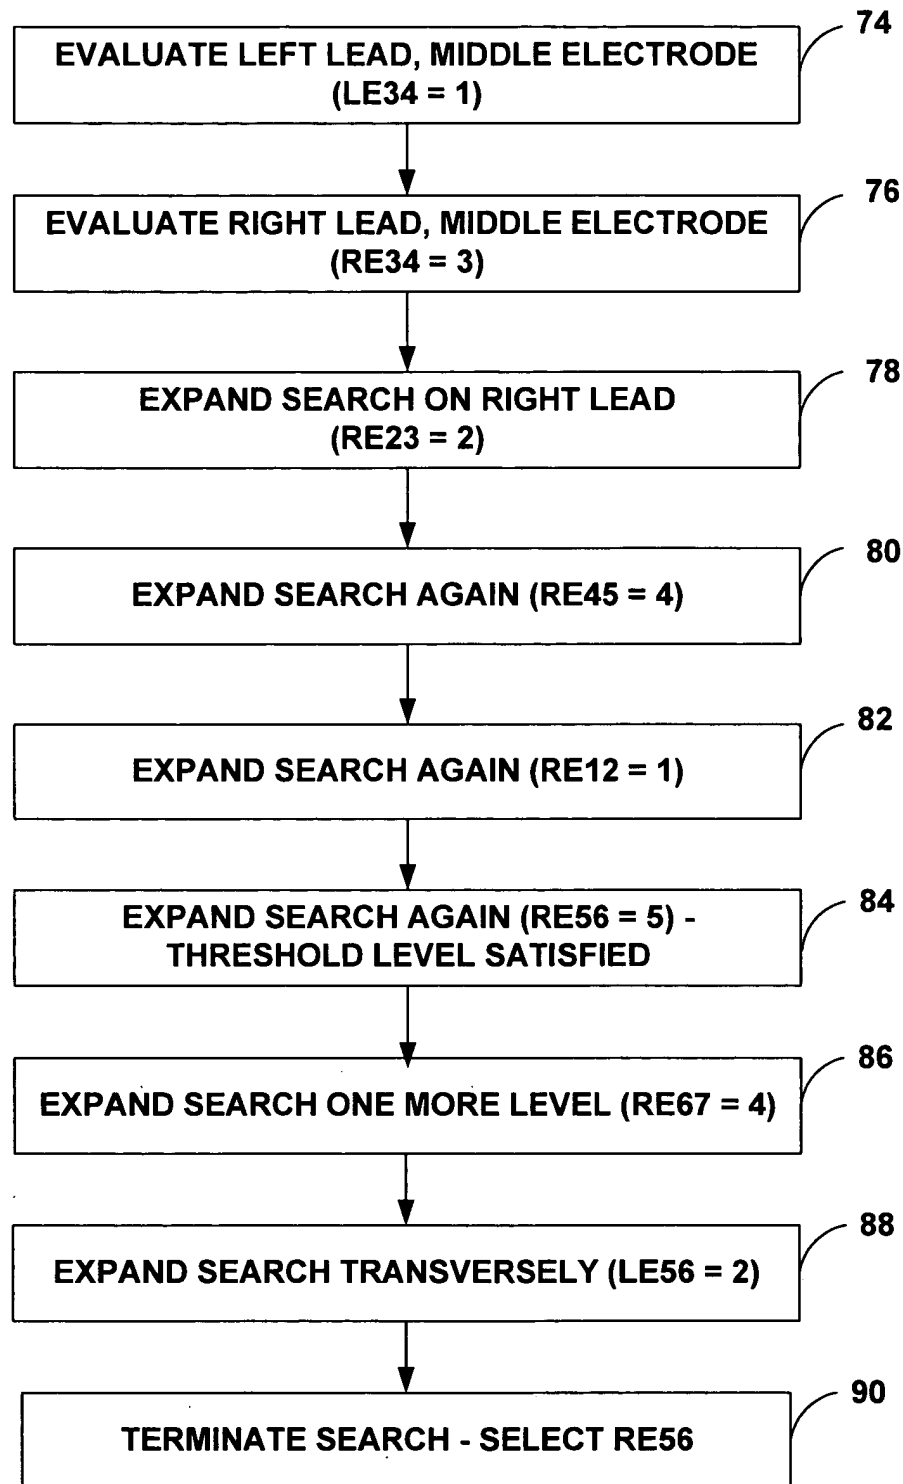 74
EVALUATE LEFT LEAD, MIDDLE ELECTRODE
(LE34 = 1)
76
EVALUATE RIGHT LEAD, MIDDLE ELECTRODE
(RE34 = 3)
78
EXPAND SEARCH ON RIGHT LEAD
(RE23 = 2)
80
EXPAND SEARCH AGAIN (RE45 = 4)
82
EXPAND SEARCH AGAIN (RE12 = 1)
84
EXPAND SEARCH AGAIN (RE56 = 5) -
THRESHOLD LEVEL SATISFIED
86
EXPAND SEARCH ONE MORE LEVEL (RE67 = 4)
88
EXPAND SEARCH TRANSVERSELY (LE56 = 2)
90
TERMINATE SEARCH - SELECT RE56